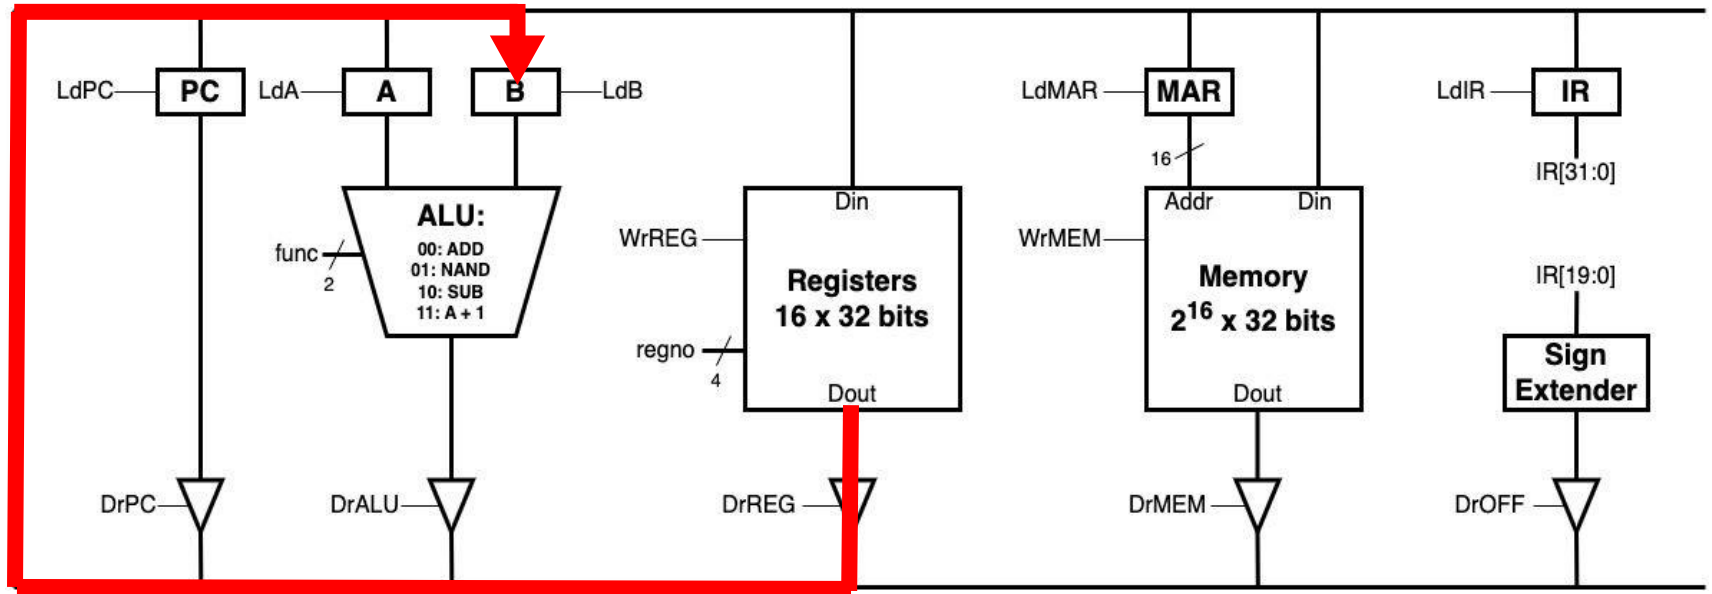 LdPC
PC
LdA
A
B
LdB
LdMAR
MAR
LdIR
IR
16
IR[31:0]
ALU:
00: ADD
01: NAND
10: SUB
11: A + 1
func
2
Din
WrREG
Registers
16 x 32 bits
regno
4
Dout
Addr
Din
WrMEM
Memory
2^16 x 32 bits
Dout
IR[19:0]
Sign
Extender
DrPC
DrALU
DrREG
DrMEM
DrOFF